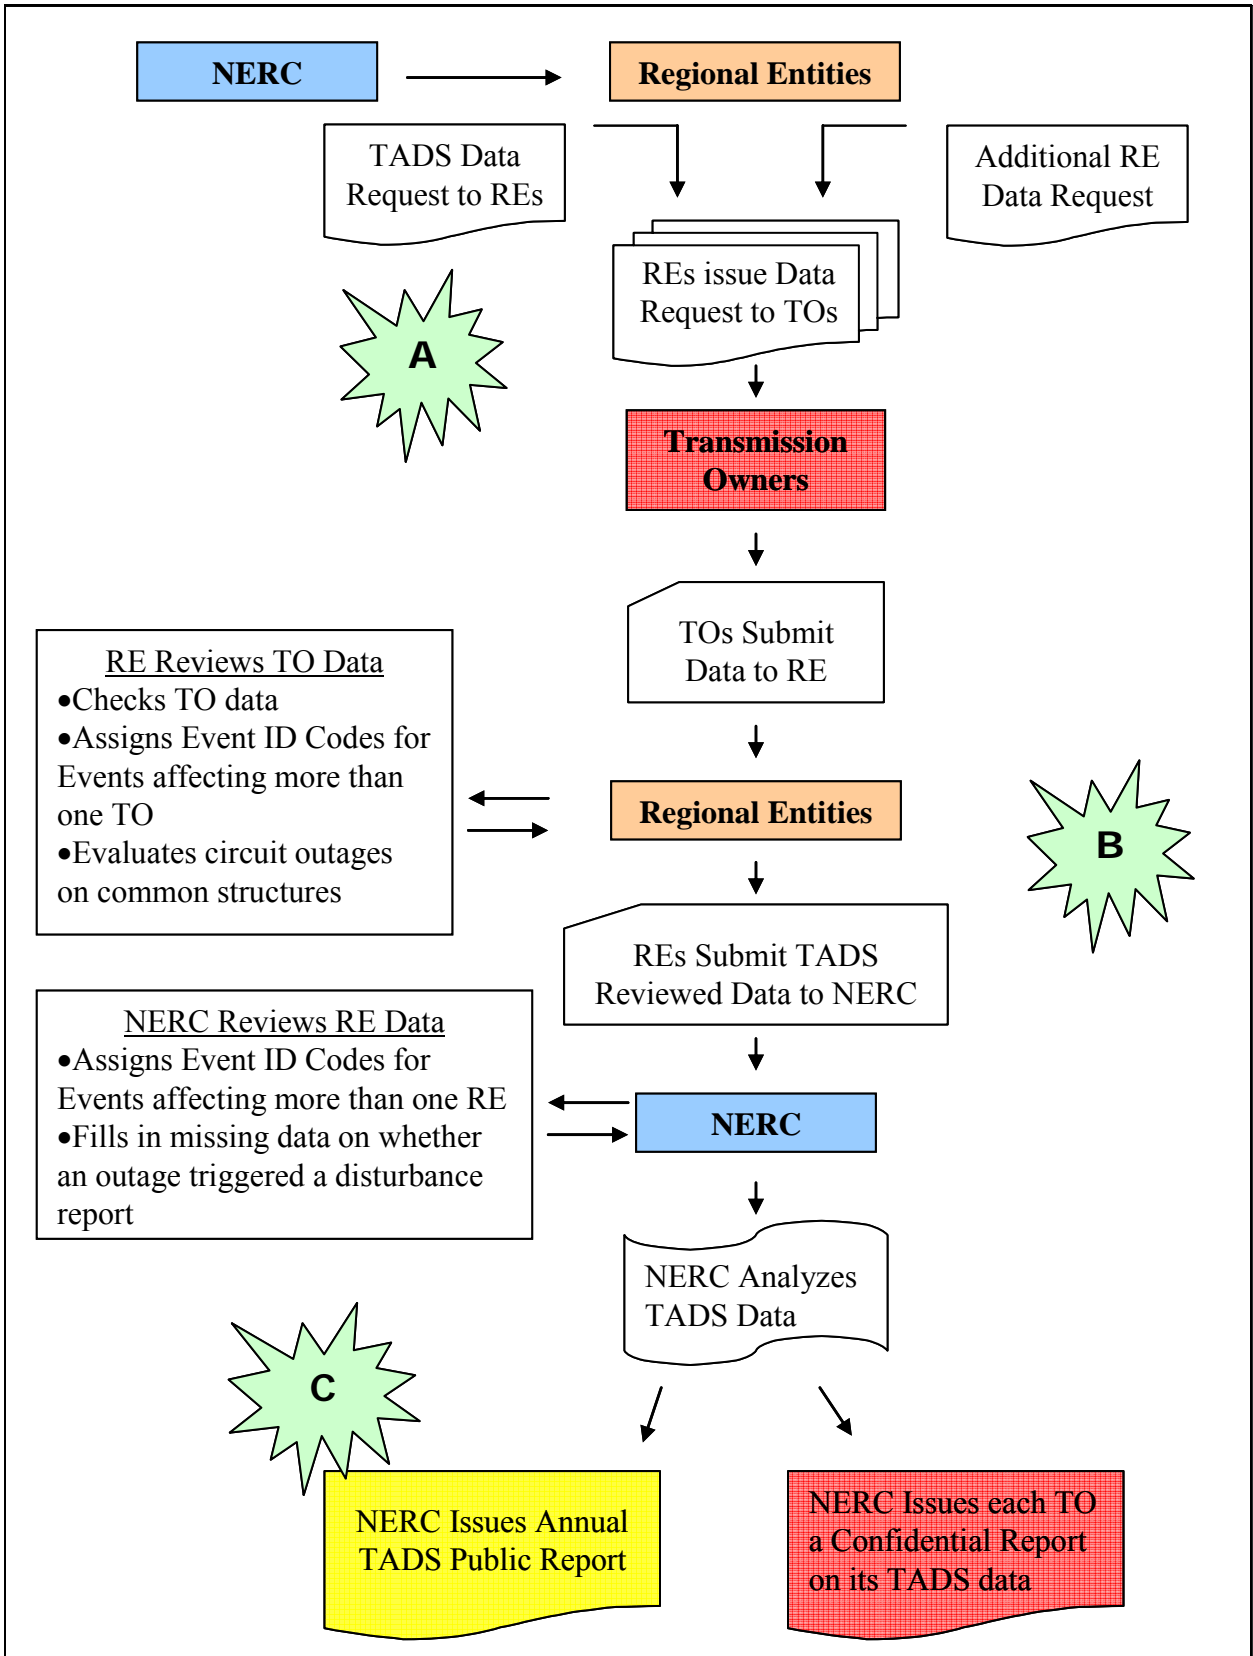 NERC
Regional Entities
TADS Data
Request to REs
Additional RE
Data Request
REs issue Data
Request to TOs
A
Transmission
Owners
TOs Submit
Data to RE
RE Reviews TO Data
•Checks TO data
•Assigns Event ID Codes for
Events affecting more than
one TO
•Evaluates circuit outages
on common structures
Regional Entities
B
REs Submit TADS
Reviewed Data to NERC
NERC Reviews RE Data
•Assigns Event ID Codes for
Events affecting more than one RE
•Fills in missing data on whether
an outage triggered a disturbance
report
NERC
NERC Analyzes
TADS Data
C
NERC Issues Annual
TADS Public Report
NERC Issues each TO
a Confidential Report
on its TADS data